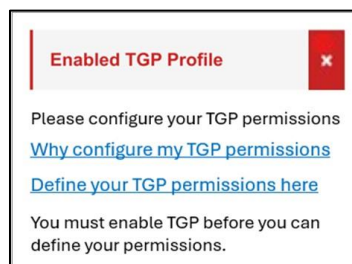 Enabled TGP Profile
×
Please configure your TGP permissions
Why configure my TGP permissions
Define your TGP permissions here
You must enable TGP before you can
define your permissions.